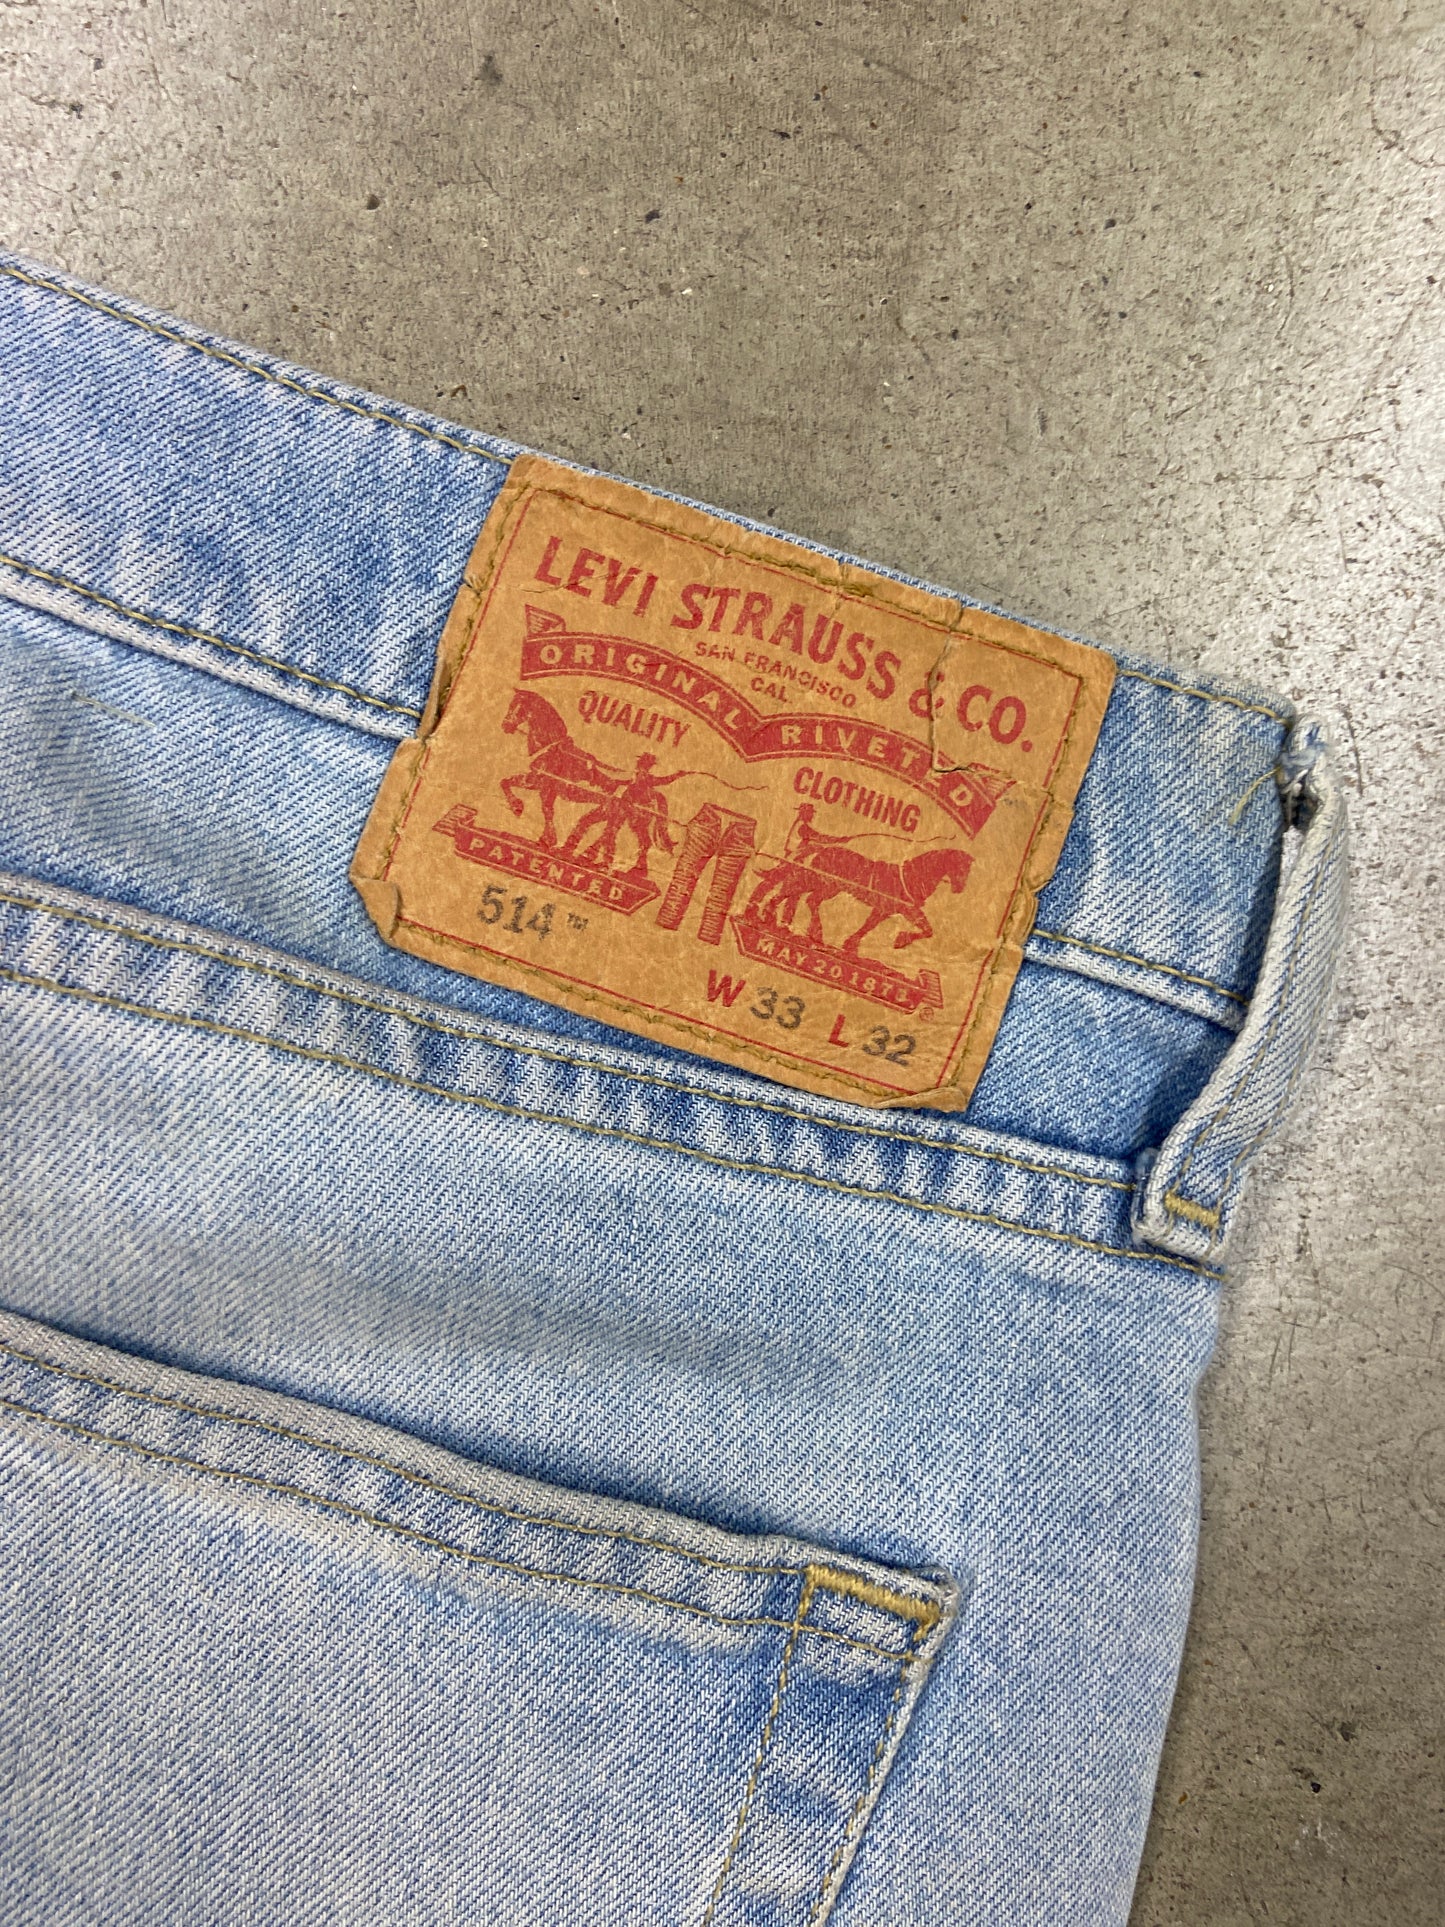 LEVI STRAUSS & CO.
SAN FRANCISCO
CAL
ORIGINAL RIVETED
QUALITY CLOTHING
PATENTED
MAY 20 1873
514™
W 33 L 32
®